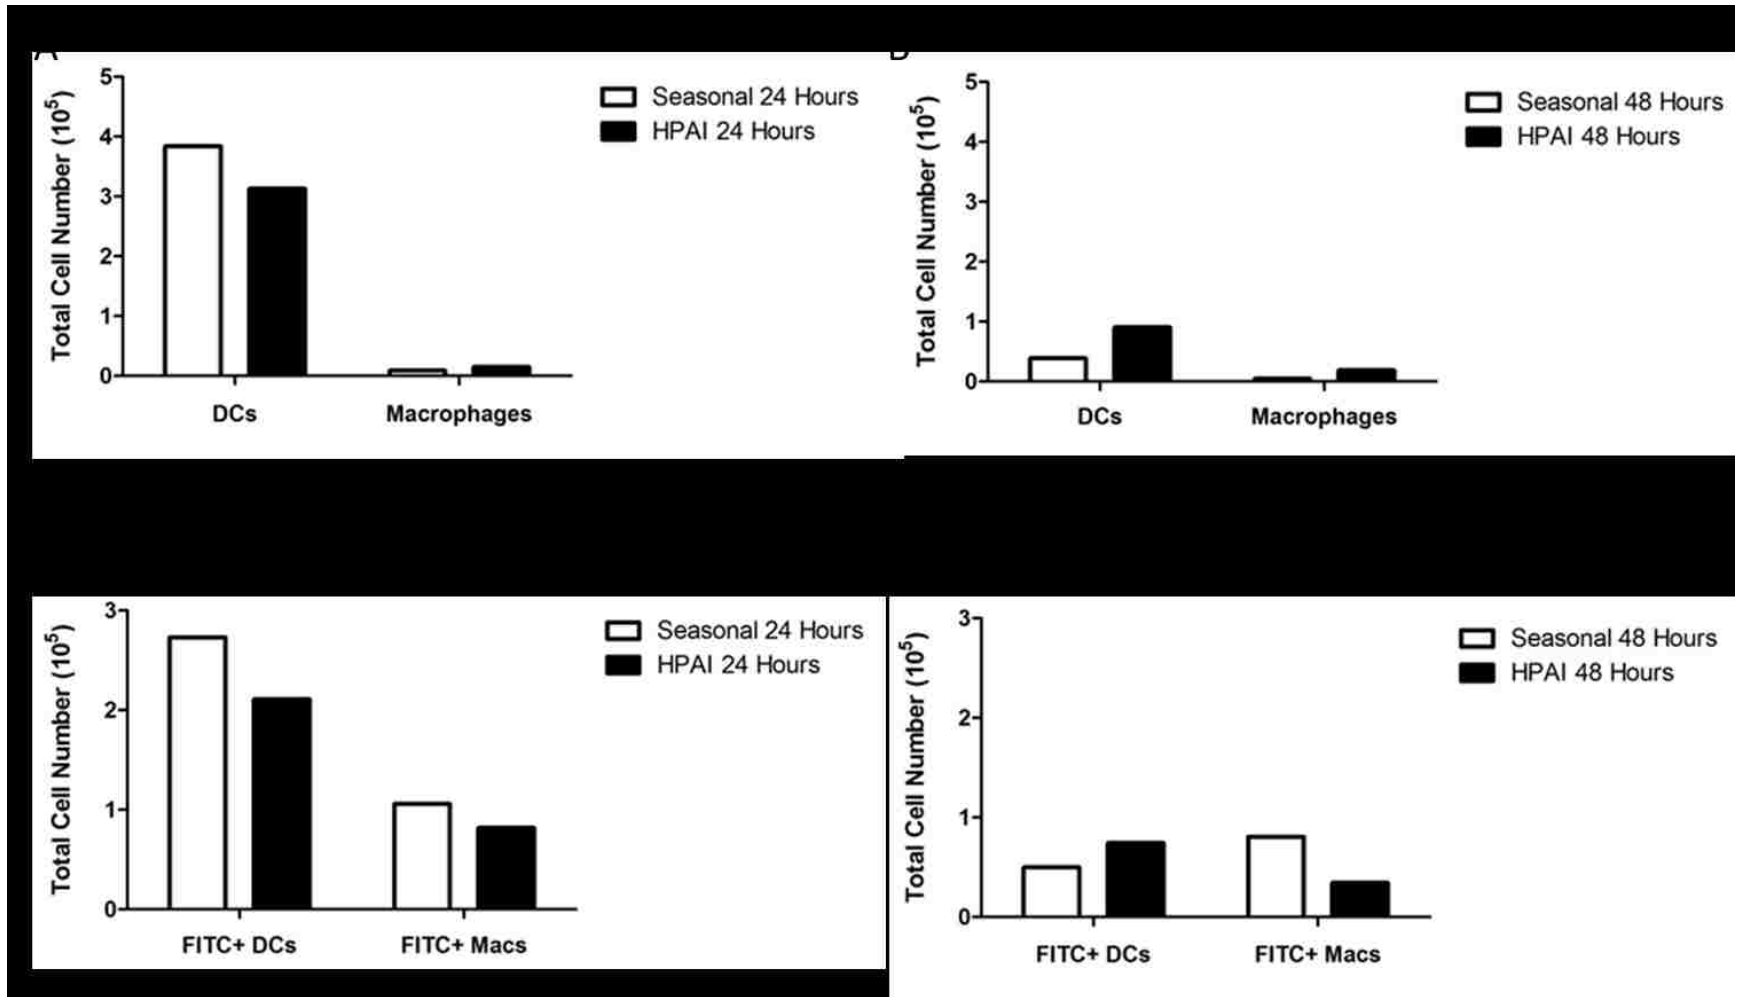 A
5
4
3
2
1
0
Total Cell Number (10⁵)
Seasonal 24 Hours
HPAI 24 Hours
DCs
Macrophages
5
4
3
2
1
0
Total Cell Number (10⁵)
Seasonal 48 Hours
HPAI 48 Hours
DCs
Macrophages
3
2
1
0
Total Cell Number (10⁵)
Seasonal 24 Hours
HPAI 24 Hours
FITC+ DCs
FITC+ Macs
3
2
1
0
Total Cell Number (10⁵)
Seasonal 48 Hours
HPAI 48 Hours
FITC+ DCs
FITC+ Macs